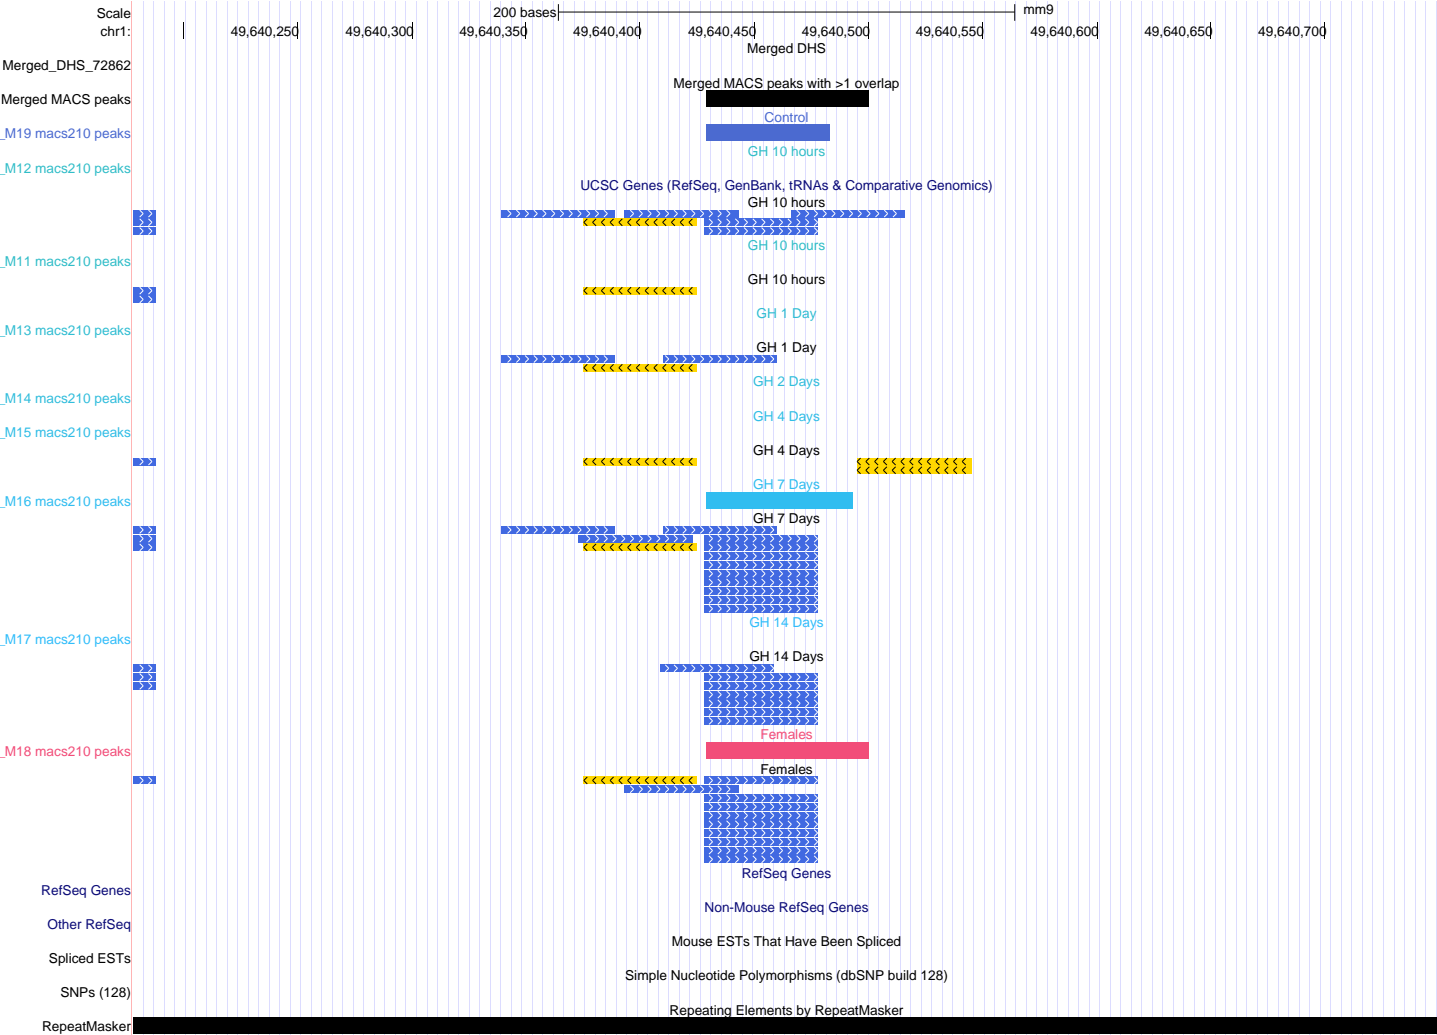 Scale 200 bases mm9
chr1: 49,640,250 49,640,300 49,640,350 49,640,400 49,640,450 49,640,500 49,640,550 49,640,600 49,640,650 49,640,700
Merged DHS
Merged_DHS_72862
Merged MACS peaks with >1 overlap
Merged MACS peaks
Control
_M19 macs210 peaks
GH 10 hours
_M12 macs210 peaks
UCSC Genes (RefSeq, GenBank, tRNAs & Comparative Genomics)
GH 10 hours
GH 10 hours
_M11 macs210 peaks
GH 10 hours
GH 1 Day
_M13 macs210 peaks
GH 1 Day
GH 2 Days
_M14 macs210 peaks
GH 4 Days
_M15 macs210 peaks
GH 4 Days
GH 7 Days
_M16 macs210 peaks
GH 7 Days
GH 14 Days
_M17 macs210 peaks
GH 14 Days
Females
_M18 macs210 peaks
Females
RefSeq Genes
RefSeq Genes
Non-Mouse RefSeq Genes
Other RefSeq
Mouse ESTs That Have Been Spliced
Spliced ESTs
Simple Nucleotide Polymorphisms (dbSNP build 128)
SNPs (128)
Repeating Elements by RepeatMasker
RepeatMasker